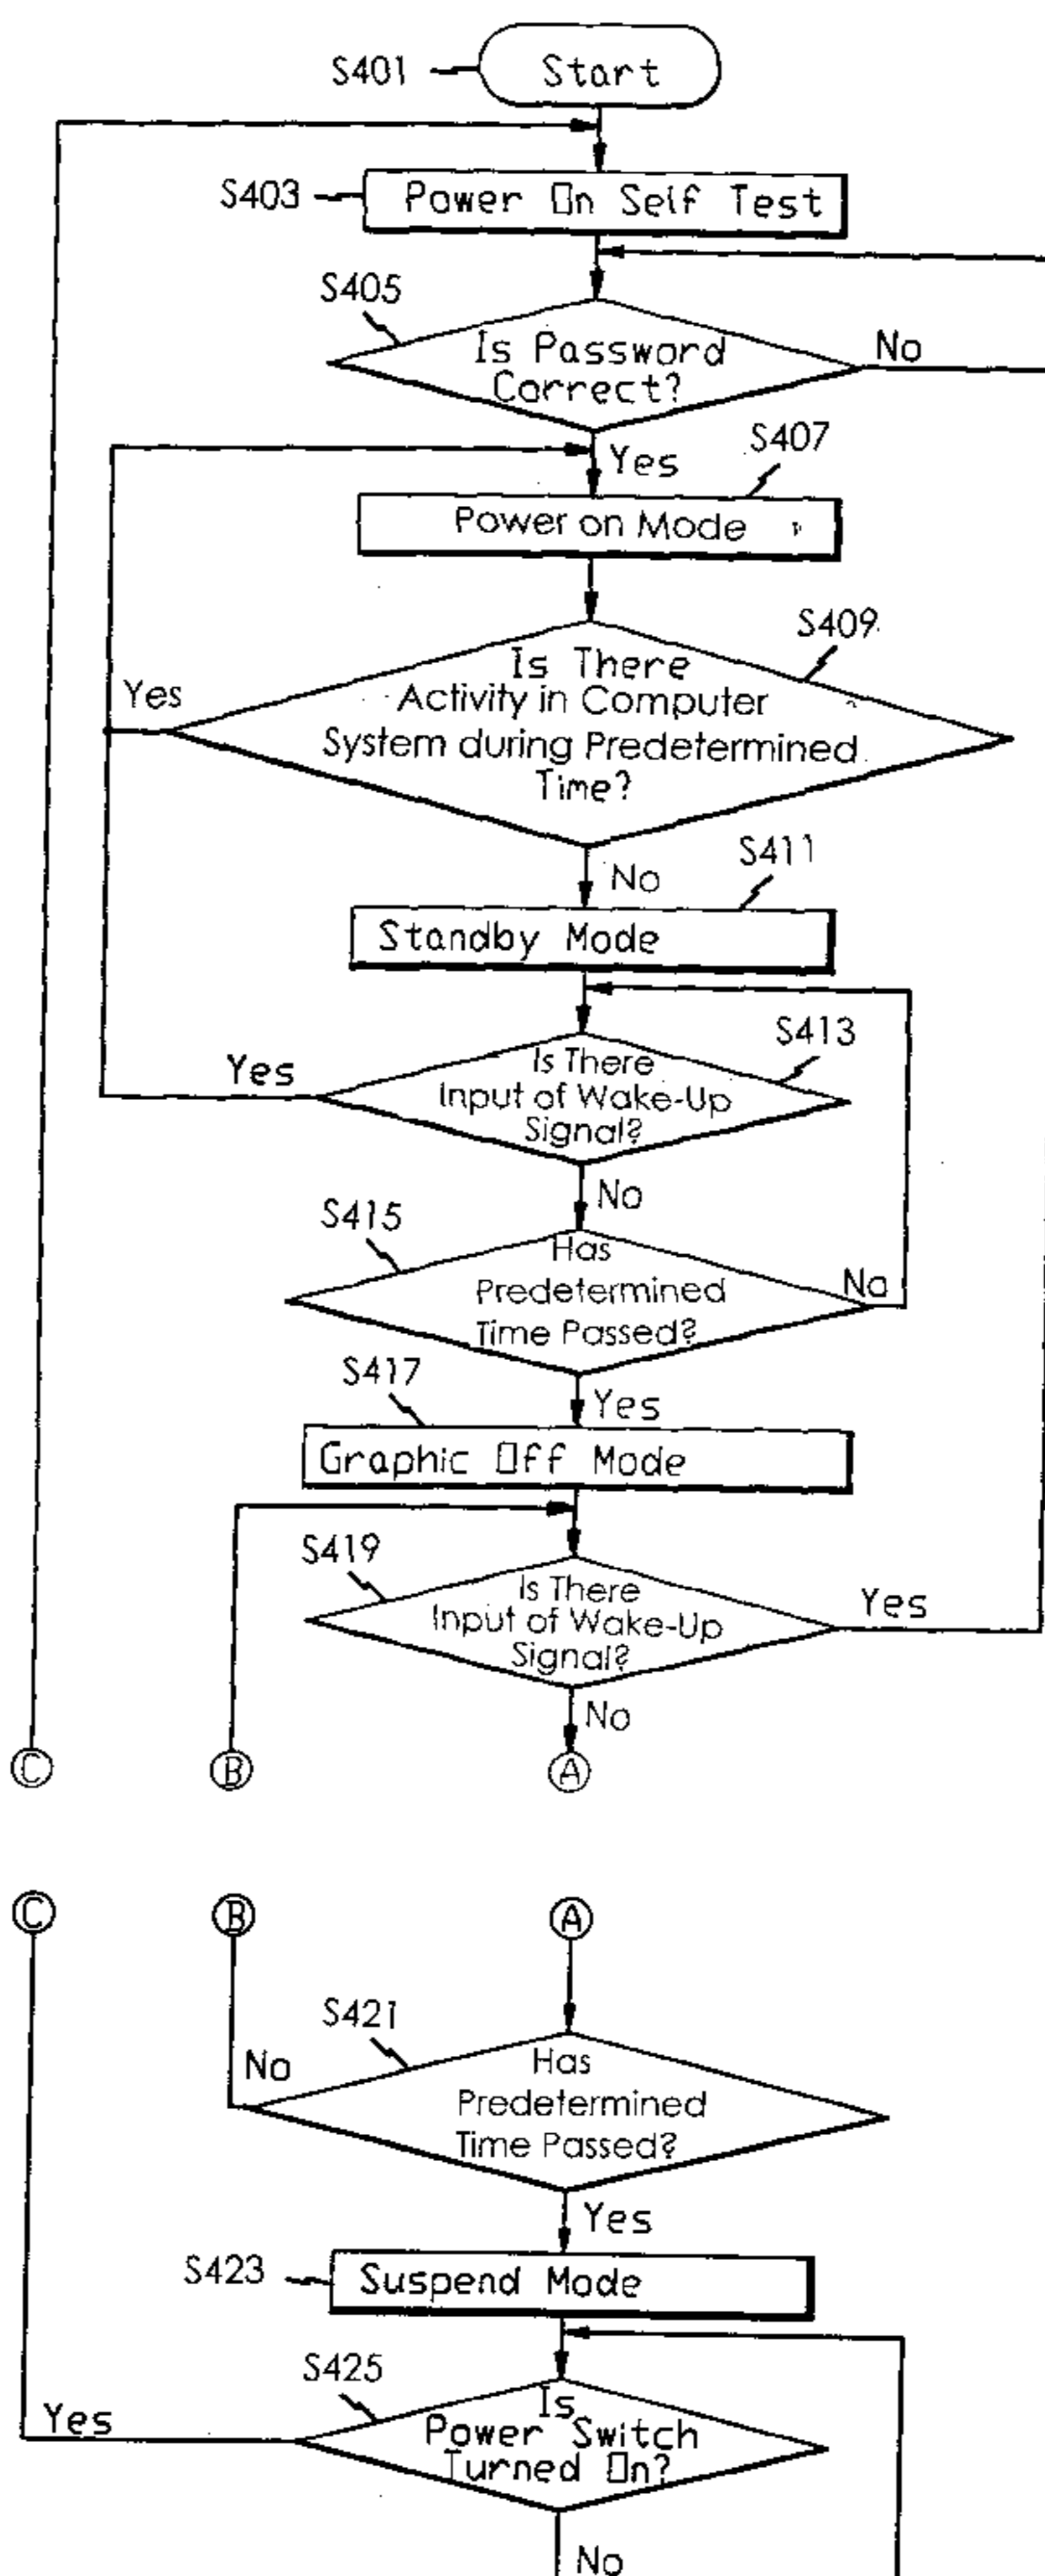 S401
Start
S403
Power On Self Test
S405
Is Password
Correct?
No
Yes
S407
Power on Mode
S409
Is There
Activity in Computer
System during Predetermined
Time?
Yes
No
S411
Standby Mode
S413
Is There
Input of Wake-Up
Signal?
Yes
No
S415
Has
Predetermined
Time Passed?
No
S417
Yes
Graphic Off Mode
S419
Is There
Input of Wake-Up
Signal?
Yes
No
C
B
A
C
B
A
S421
Has
Predetermined
Time Passed?
No
Yes
S423
Suspend Mode
S425
Is
Power Switch
Turned On?
Yes
No